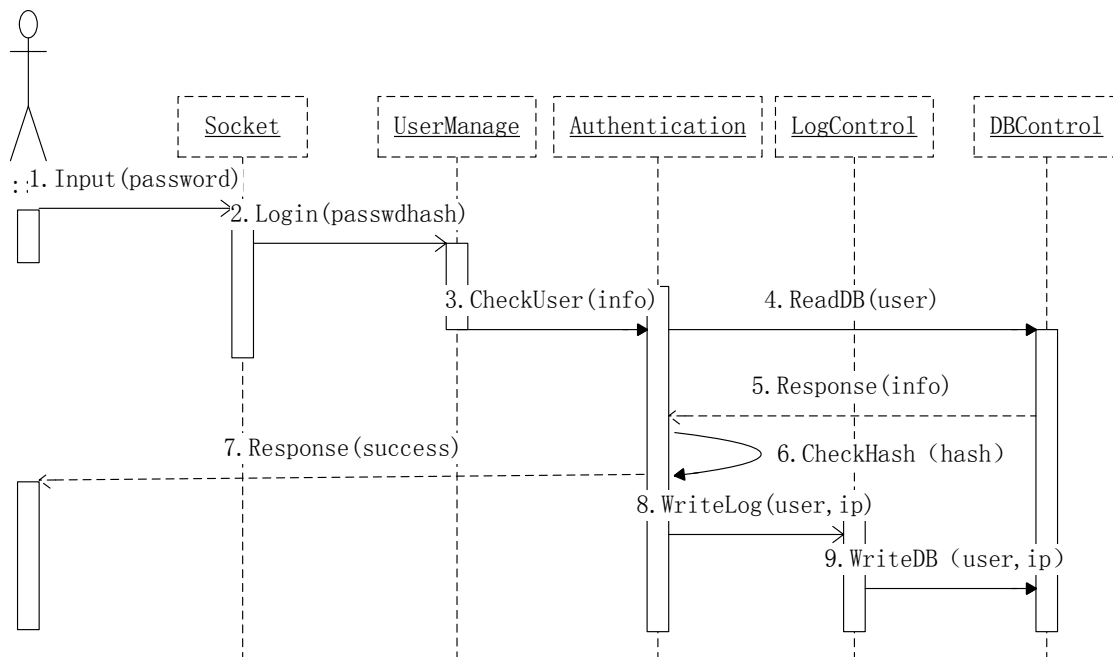 Socket
UserManage
Authentication
LogControl
DBControl
1.Input(password)
2.Login(passwdhash)
3.CheckUser(info)
4.ReadDB(user)
5.Response(info)
6.CheckHash（hash）
7.Response(success)
8.WriteLog(user,ip)
9.WriteDB（user,ip）